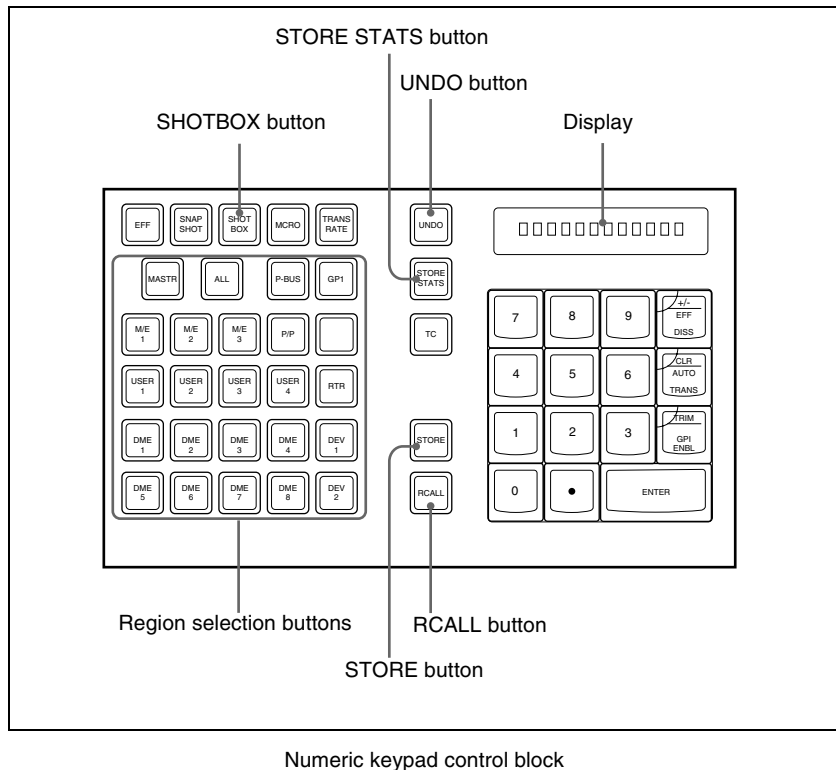 STORE STATS button
UNDO button
SHOTBOX button
Display
EFF
SNAP
SHOT
SHOT
BOX
MCRO
TRANS
RATE
UNDO
MASTR
ALL
P-BUS
GP1
STORE
STATS
M/E
1
M/E
2
M/E
3
P/P
TC
USER
1
USER
2
USER
3
USER
4
RTR
DME
1
DME
2
DME
3
DME
4
DEV
1
STORE
DME
5
DME
6
DME
7
DME
8
DEV
2
RCALL
7
8
9
+/-
EFF
DISS
4
5
6
CLR
AUTO
TRANS
1
2
3
TRIM
GPI
ENBL
0
•
ENTER
Region selection buttons
RCALL button
STORE button
Numeric keypad control block